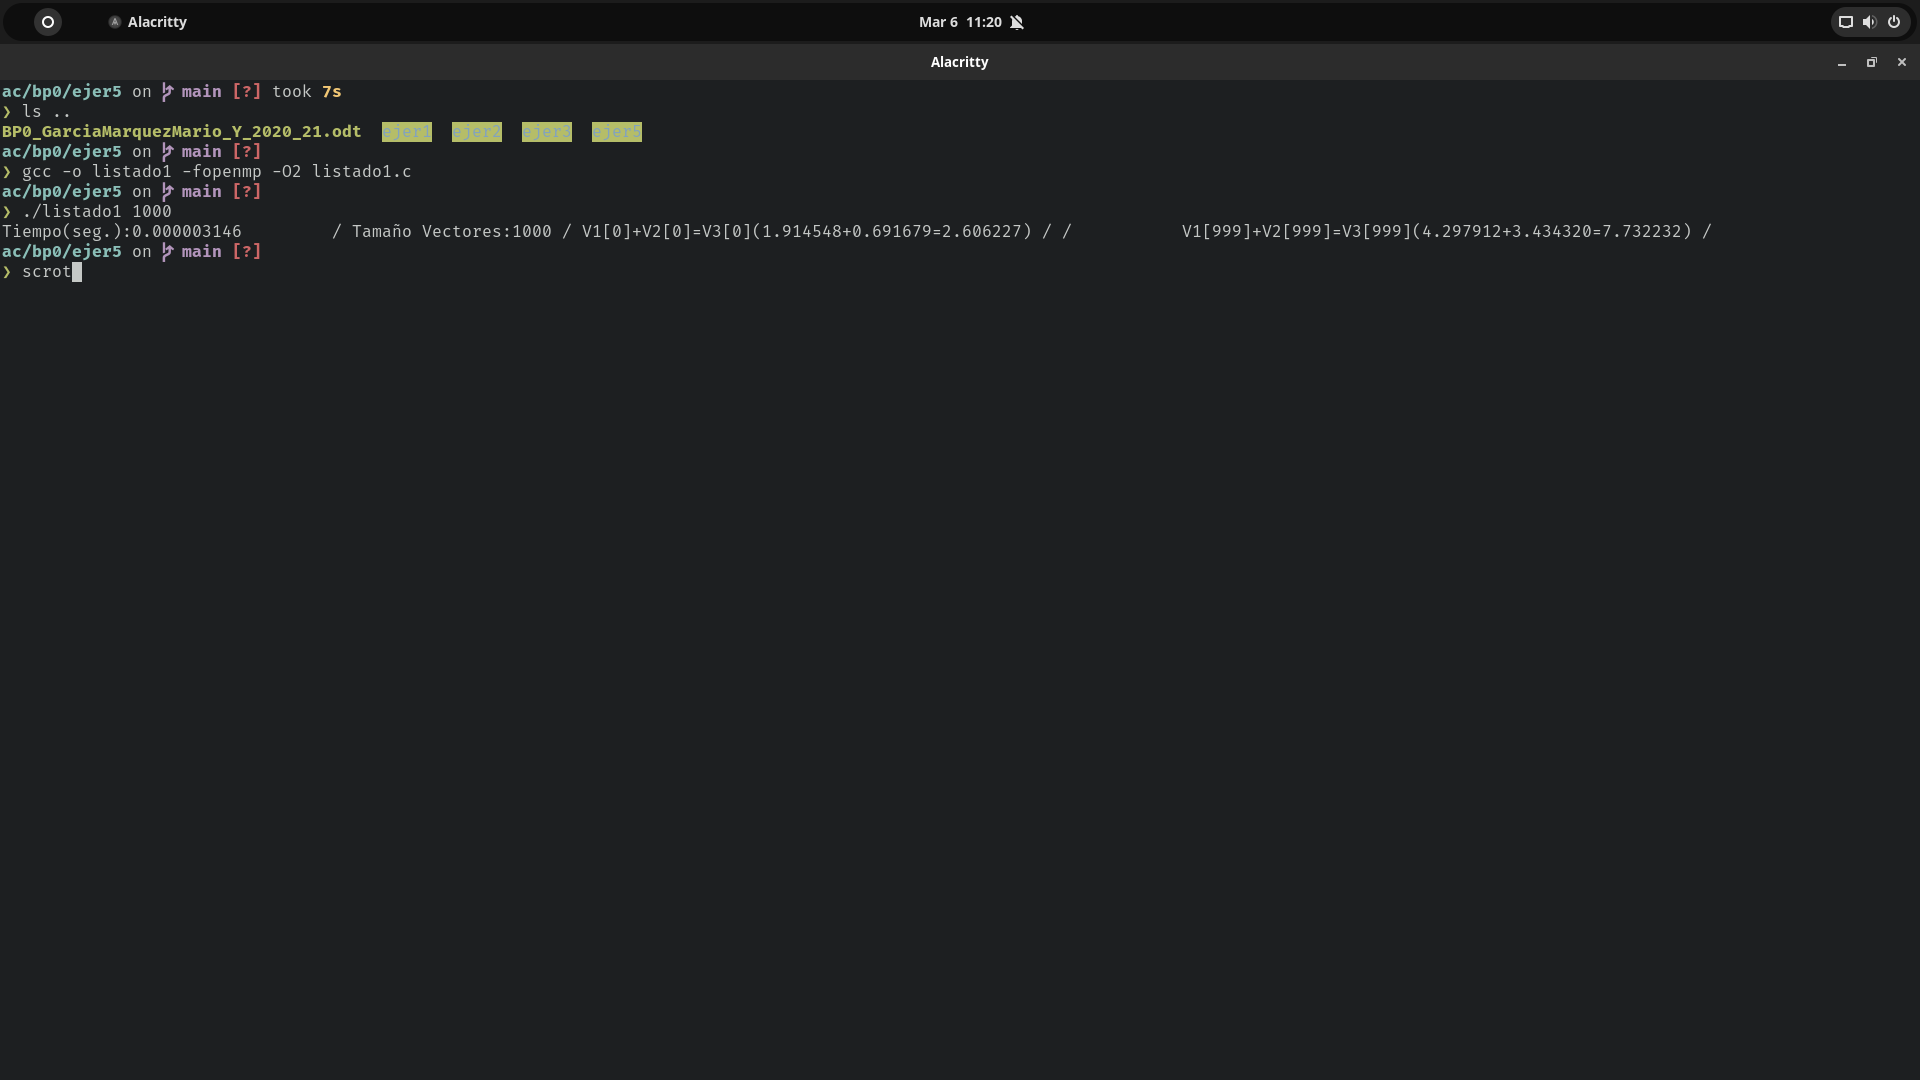 Alacritty
Mar 6 11:20
Alacritty
ac/bp0/ejer5 on main [?] took 7s
❯ ls ..
BP0_GarciaMarquezMario_Y_2020_21.odt ejer1 ejer2 ejer3 ejer5
ac/bp0/ejer5 on main [?]
❯ gcc -o listado1 -fopenmp -O2 listado1.c
ac/bp0/ejer5 on main [?]
❯ ./listado1 1000
Tiempo(seg.):0.000003146 / Tamaño Vectores:1000 / V1[0]+V2[0]=V3[0](1.914548+0.691679=2.606227) / / V1[999]+V2[999]=V3[999](4.297912+3.434320=7.732232) /
ac/bp0/ejer5 on main [?]
❯ scrot